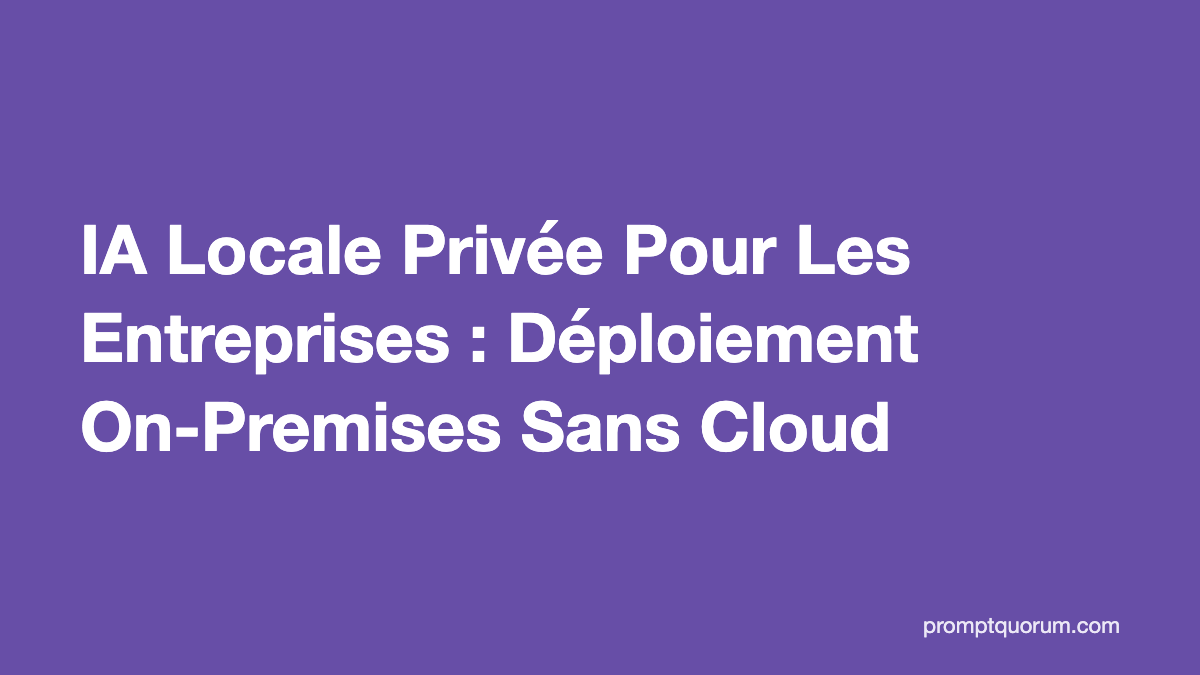 IA Locale Privée Pour Les
Entreprises : Déploiement
On-Premises Sans Cloud
promptquorum.com